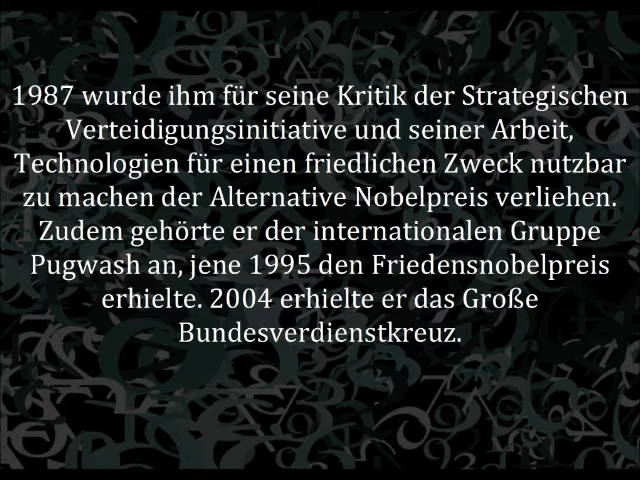 1987 wurde ihm für seine Kritik der Strategischen
Verteidigungsinitiative und seiner Arbeit,
Technologien für einen friedlichen Zweck nutzbar
zu machen der Alternative Nobelpreis verliehen.
Zudem gehörte er der internationalen Gruppe
Pugwash an, jene 1995 den Friedensnobelpreis
erhielte. 2004 erhielte er das Große
Bundesverdienstkreuz.